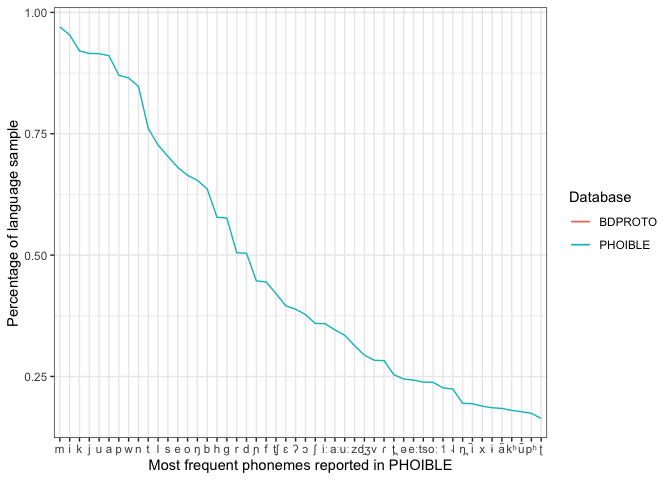 1.00
0.75
0.50
0.25
Percentage of language sample
m i k j u a p w n t l s e o ŋ b h g r d ɲ f tʃ ɛ ʔ ɔ ʃ iː aː uː z dʒ v ɾ t̪ ə eː ts oː
Most frequent phonemes reported in PHOIBLE
Database
BDPROTO
PHOIBLE